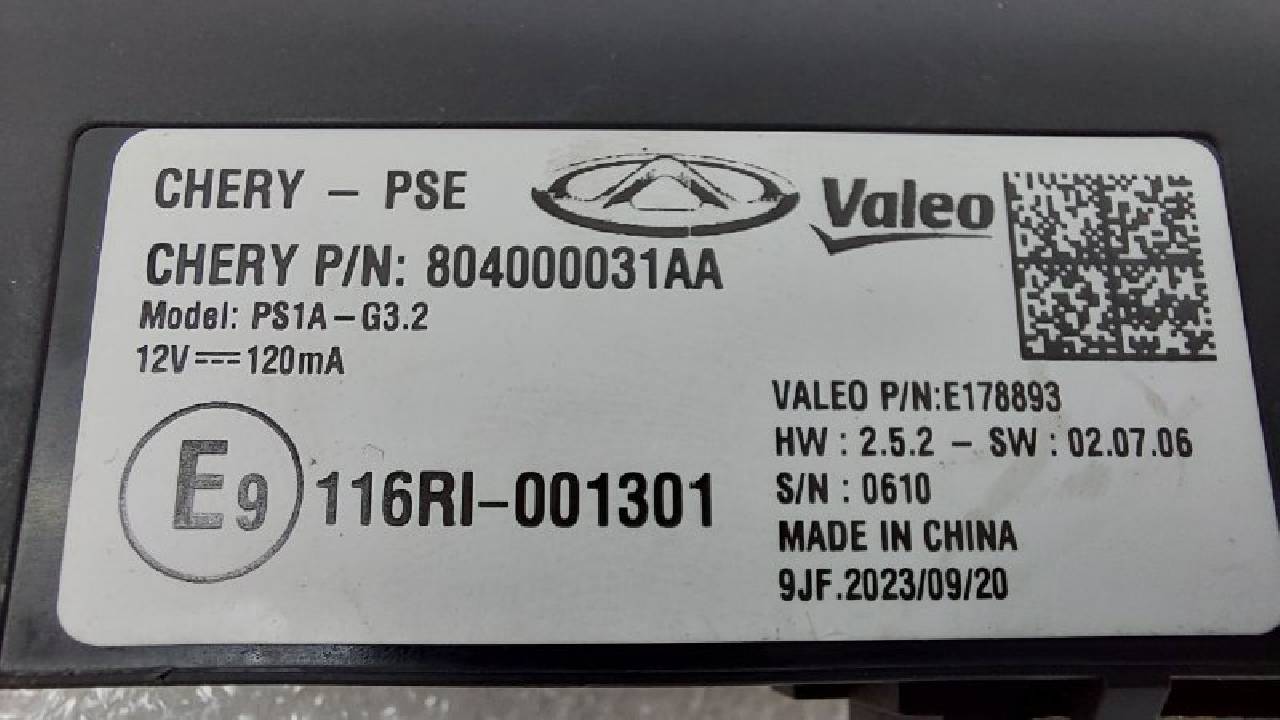 CHERY - PSE
Valeo
CHERY P/N: 804000031AA
Model: PS1A-G3.2
12V 120mA
E9 116RI-001301
VALEO P/N:E178893
HW : 2.5.2 - SW : 02.07.06
S/N : 0610
MADE IN CHINA
9JF.2023/09/20